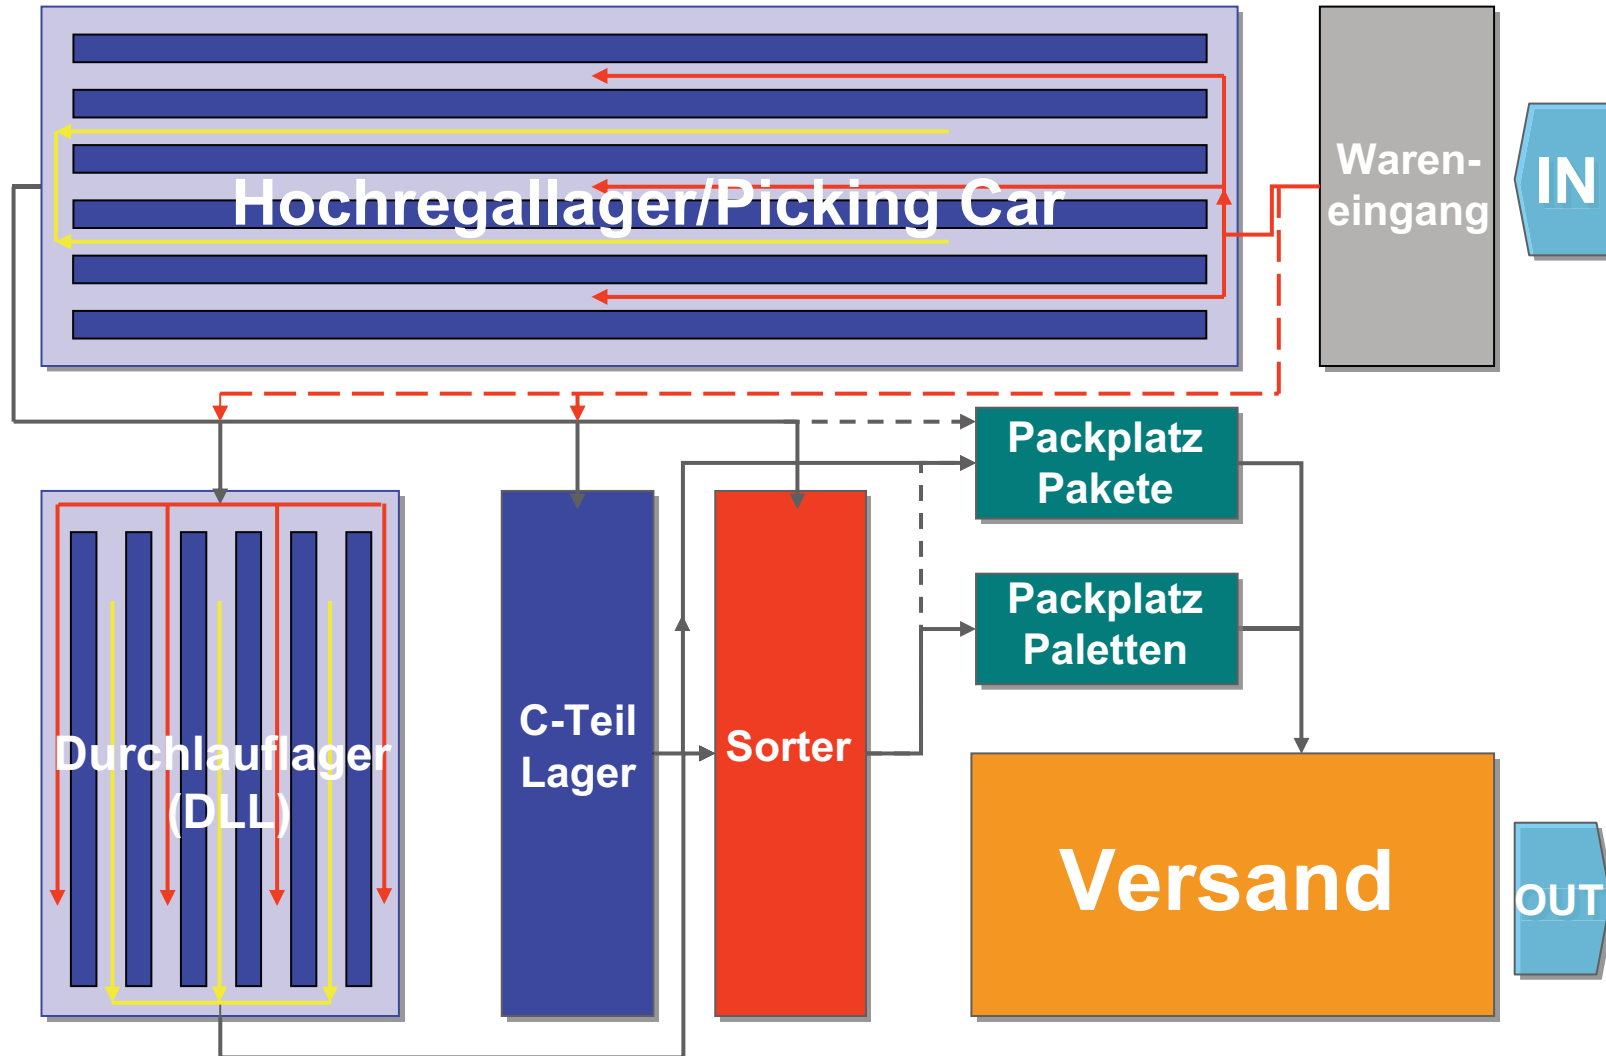 Hochregallager/Picking Car
Waren-
eingang
IN
Packplatz
Pakete
Packplatz
Paletten
Durchlauflager
(DLL)
C-Teil
Lager
Sorter
Versand
OUT